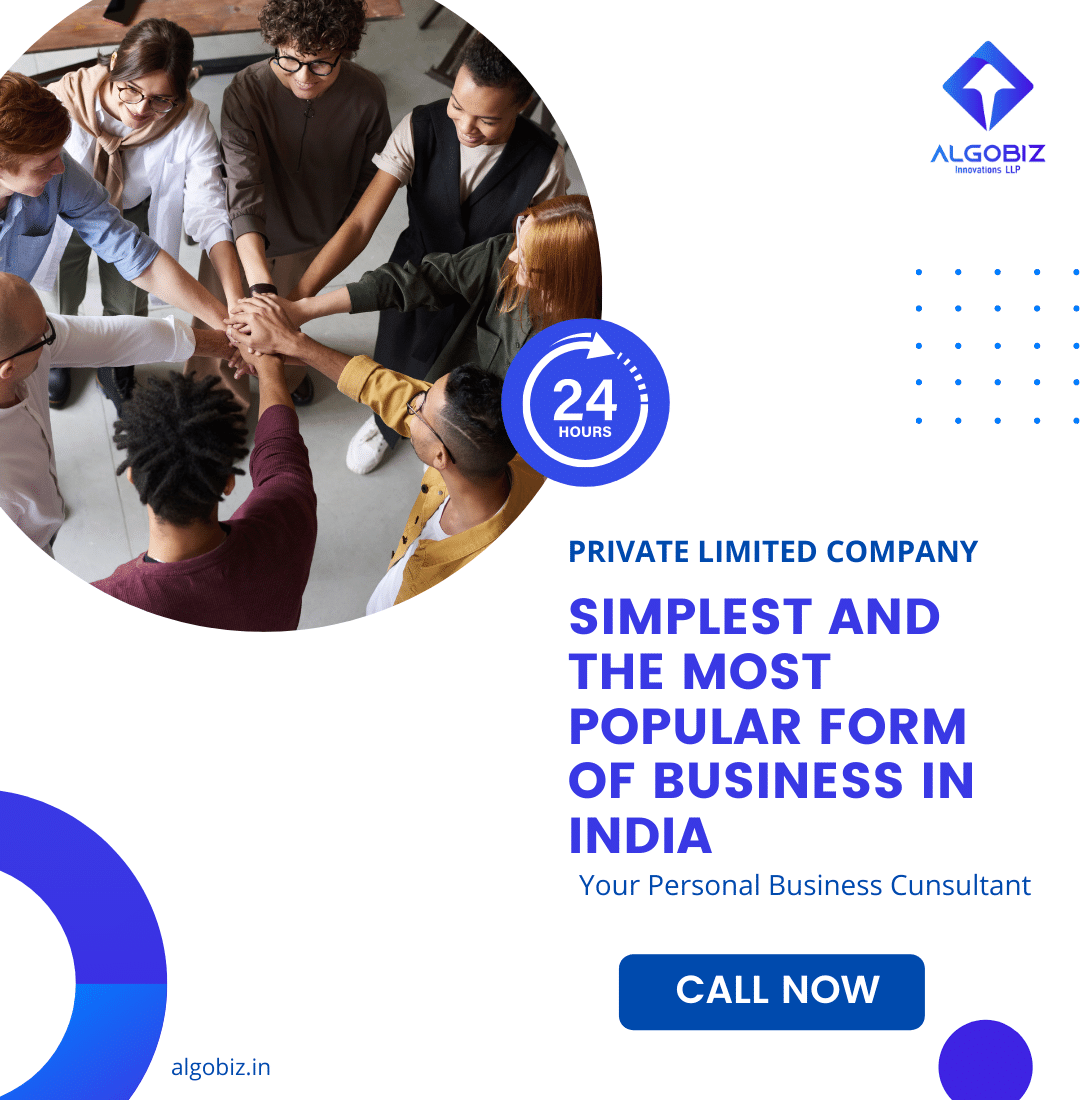 ALGOBIZ
Innovations LLP
24
HOURS
PRIVATE LIMITED COMPANY
SIMPLEST AND
THE MOST
POPULAR FORM
OF BUSINESS IN
INDIA
Your Personal Business Cunsultant
CALL NOW
algobiz.in